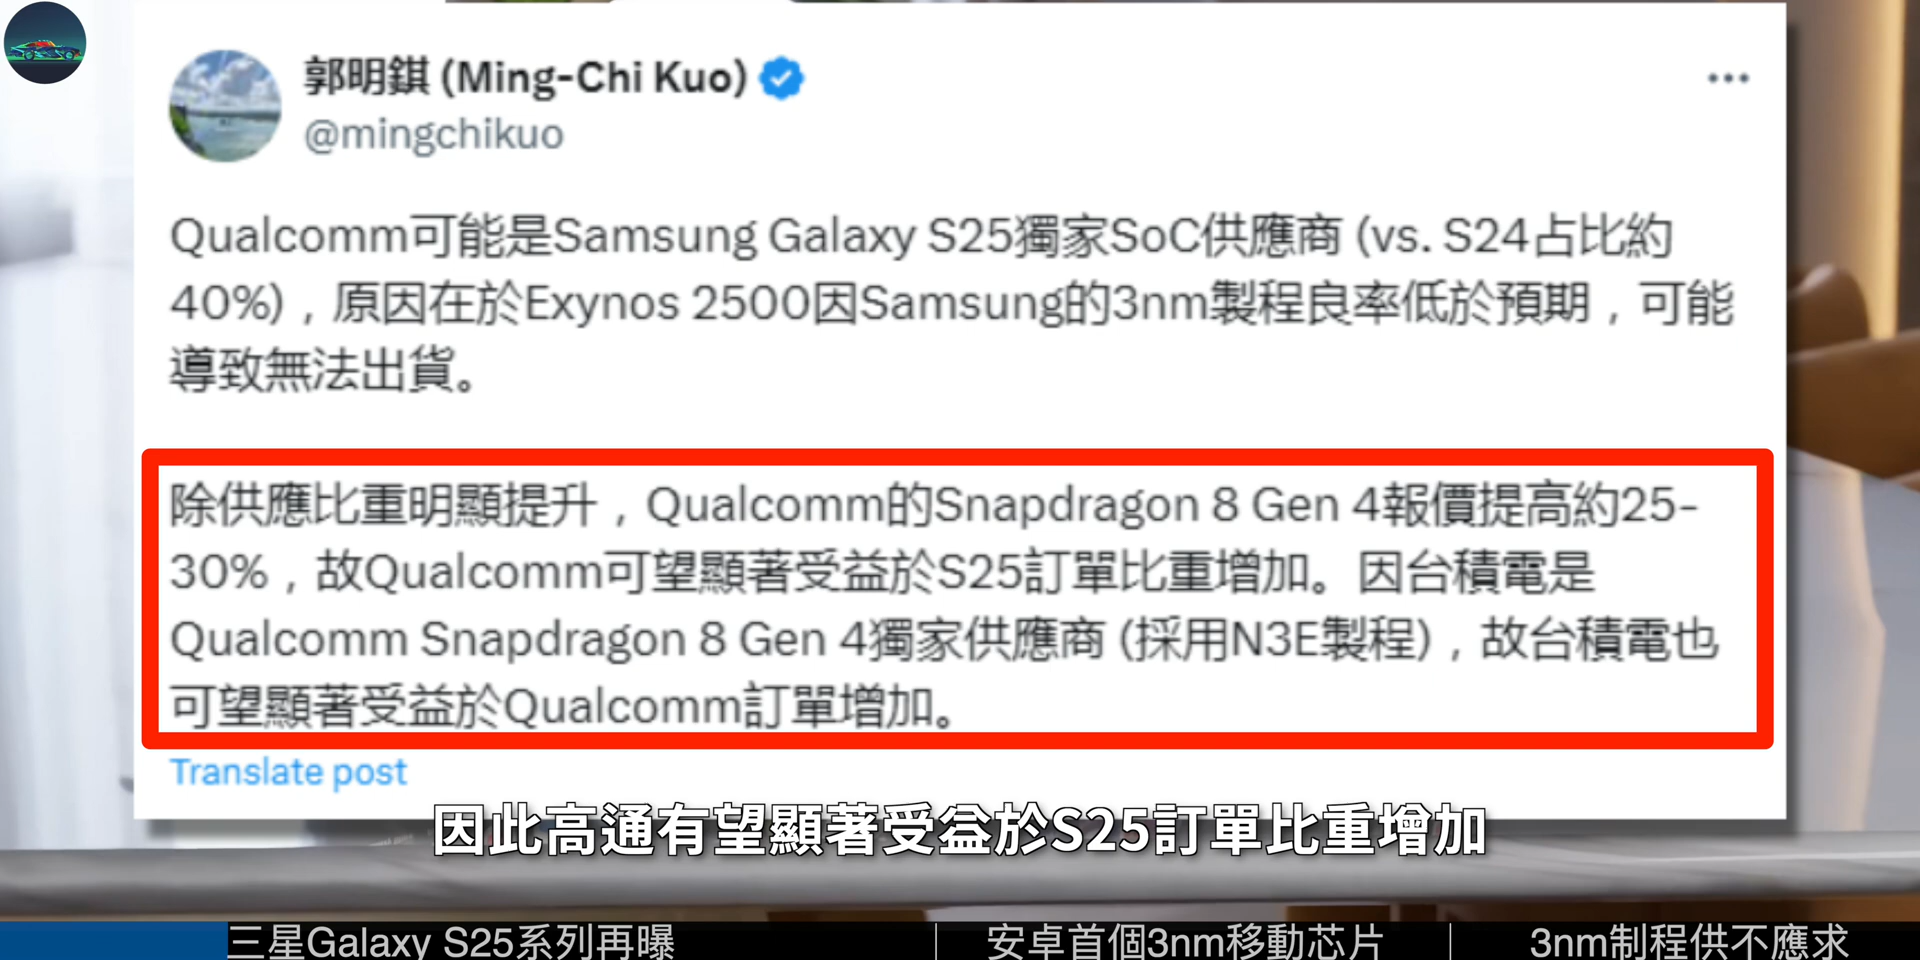 郭明錤 (Ming-Chi Kuo)
@mingchikuo
Qualcomm可能是Samsung Galaxy S25獨家SoC供應商 (vs. S24占比約
40%)，原因在於Exynos 2500因Samsung的3nm製程良率低於預期，可能
導致無法出貨。
除供應比重明顯提升，Qualcomm的Snapdragon 8 Gen 4報價提高約25-
30%，故Qualcomm可望顯著受益於S25訂單比重增加。因台積電是
Qualcomm Snapdragon 8 Gen 4獨家供應商 (採用N3E製程)，故台積電也
可望顯著受益於Qualcomm訂單增加。
Translate post
因此高通有望顯著受益於S25訂單比重增加
三星Galaxy S25系列再曝
安卓首個3nm移動芯片
3nm制程供不應求